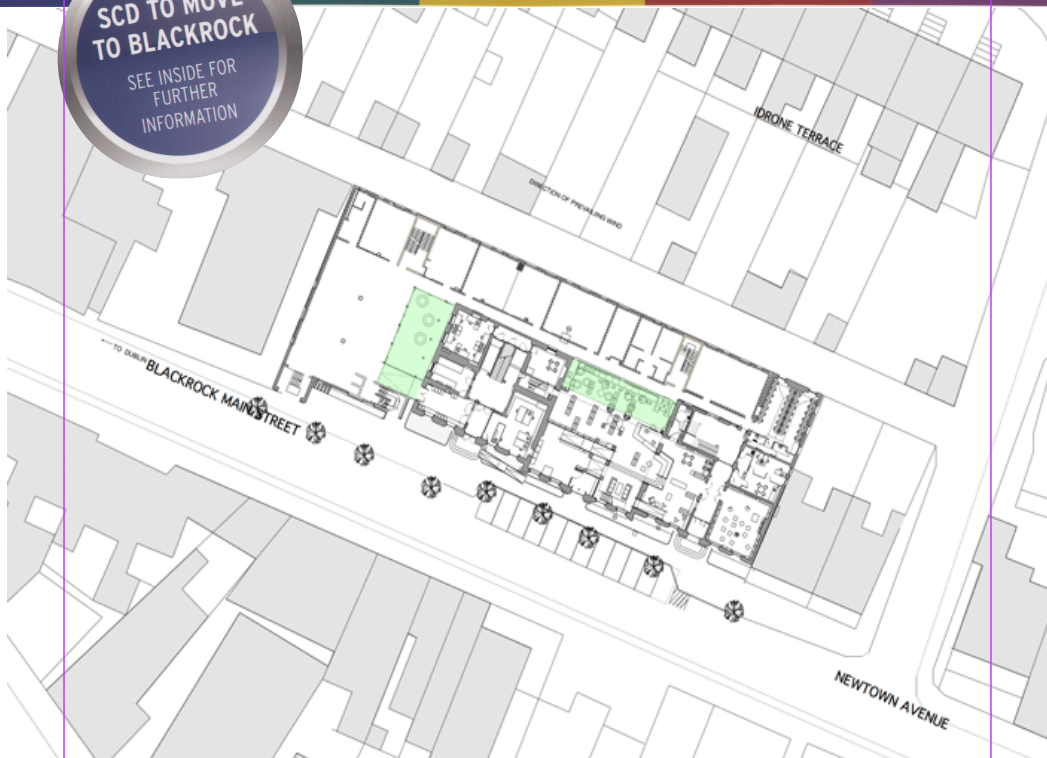 SCD TO MOVE
TO BLACKROCK
SEE INSIDE FOR
FURTHER
INFORMATION
IDRONE TERRACE
DIRECTION OF PREVAILING WIND
TO DUBLIN
BLACKROCK MAIN STREET
NEWTOWN AVENUE